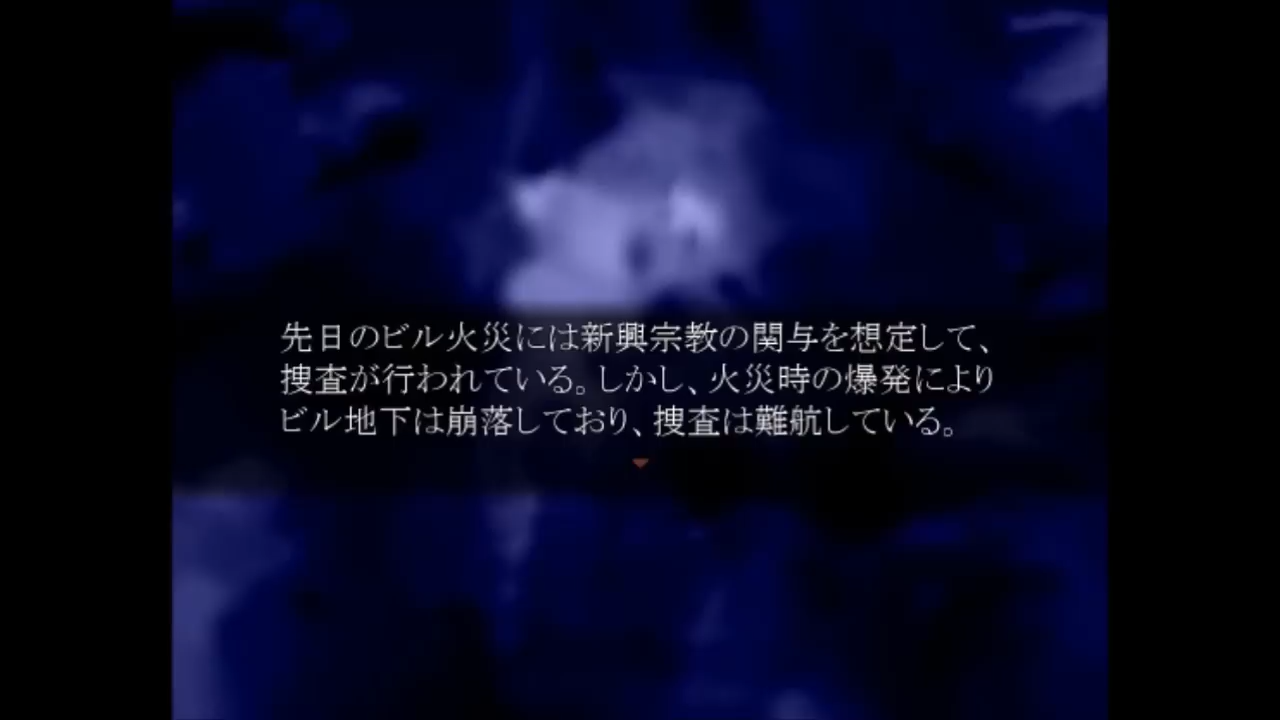 先日のビル火災には新興宗教の関与を想定して、
捜査が行われている。しかし、火災時の爆発により
ビル地下は崩落しており、捜査は難航している。